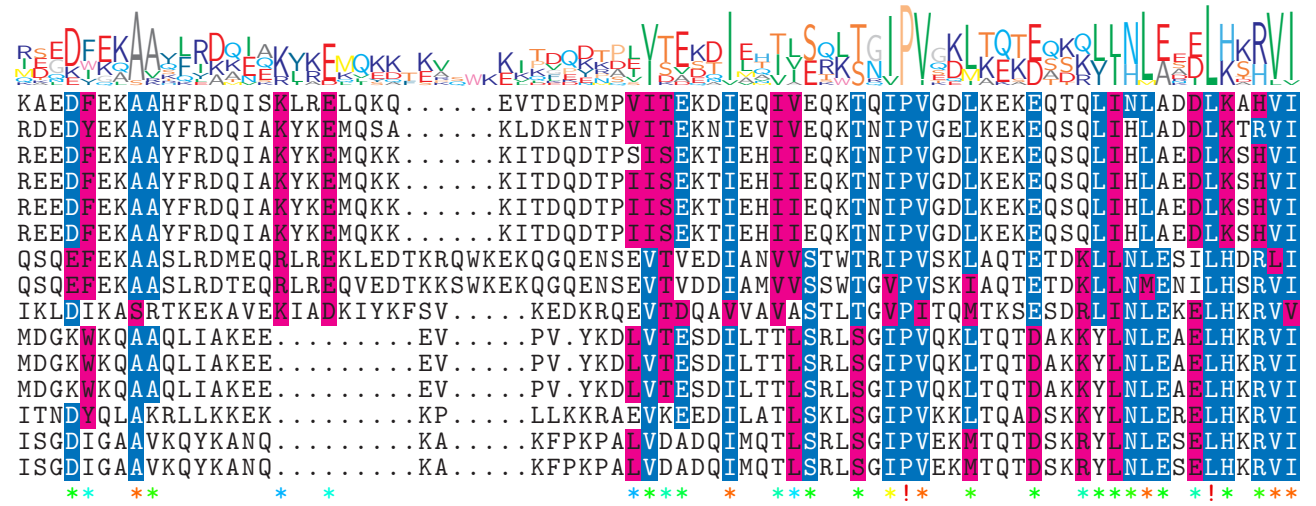 KAEDFEKAAHFRDQISKLRELQKQ......EVTDEDMPVITEKDIEQIVEQKTQIPVGDLKEKEQTQLINLADDLKAHVI
RDEDYEKAAYFRDQIAKYKEMQSA......KLDKENTPVITEKNIEVIVEQKTNIPVGELKEKEQSQLIHLADDLKTRVI
REEDFEKAAYFRDQIAKYKEMQKK......KITDQDTPSISEKTIEHIIEQKTNIPVGDLKEKEQSQLIHLAEDLKSHVI
REEDFEKAAYFRDQIAKYKEMQKK......KITDQDTPIISEKTIEHIIEQKTNIPVGDLKEKEQSQLIHLAEDLKSHVI
REEDFEKAAYFRDQIAKYKEMQKK......KITDQDTPIISEKTIEHIIEQKTNIPVGDLKEKEQSQLIHLAEDLKSHVI
REEDFEKAAYFRDQIAKYKEMQKK......KITDQDTPIISEKTIEHIIEQKTNIPVGDLKEKEQSQLIHLAEDLKSHVI
QSQEFEKAASLRDMEQRLREKLEDTKRQWKEKQGQENSEVTVEDIANVVSTWTRIPVSKLAQTETDKLLNLESILHDRLI
QSQEFEKAASLRDTEQRLREQVEDTKKSWKEKQGQENSEVTVDDIAMVVSSWTGVPVSKIAQTETDKLLNMENILHSRVI
IKLDIKASRTKEKAVEKIADKIYKFSV...KEDKRQEVTDQAVVAVASTLTGVPITQMTKSESDRLINLEKELHKRVV
MDGKWKQAAQLIAKEE.........EV.....PV.YKDLVTESDILTTLSRLSGIPVQKLTQTDAKKYLNLEAELHKRVI
MDGKWKQAAQLIAKEE.........EV.....PV.YKDLVTESDILTTLSRLSGIPVQKLTQTDAKKYLNLEAELHKRVI
MDGKWKQAAQLIAKEE.........EV.....PV.YKDLVTESDILTTLSRLSGIPVQKLTQTDAKKYLNLEAELHKRVI
ITNDYQLAKRLLKKEK.........KP.....LLKKRAEVKEEDILATLSKLSGIPVKKLTQADSKKYLNLERELHKRVI
ISGDIGAAVKQYKANQ.........KA.....KFPKPALVDADQIMQTLSRLSGIPVEKMTQTDSKRYLNLESELHKRVI
ISGDIGAAVKQYKANQ.........KA.....KFPKPALVDADQIMQTLSRLSGIPVEKMTQTDSKRYLNLESELHKRVI
** ** * * **** * *** * *!* * * ****** *!* ***